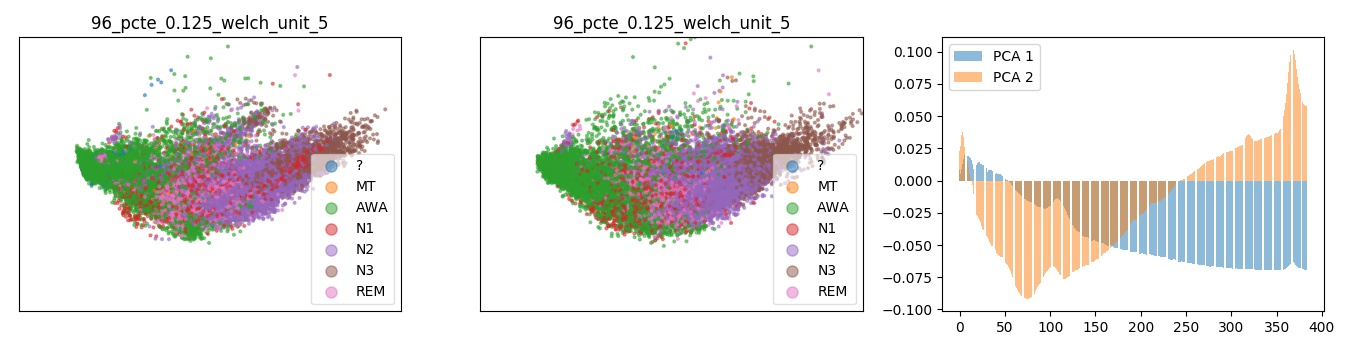 96_pcte_0.125_welch_unit_5
?
MT
AWA
N1
N2
N3
REM
96_pcte_0.125_welch_unit_5
?
MT
AWA
N1
N2
N3
REM
PCA 1
PCA 2
0.100
0.075
0.050
0.025
0.000
−0.025
−0.050
−0.075
−0.100
0 50 100 150 200 250 300 350 400